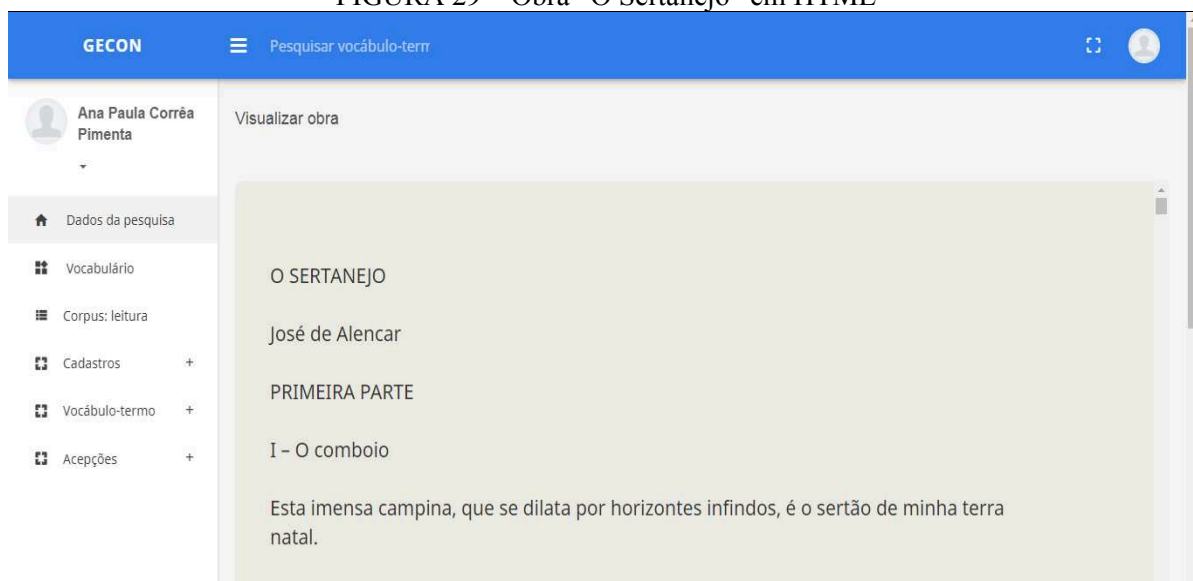 FIGURA 29 – Obra “O Sertanejo” em HTML
GECON
Pesquisar vocábulo-term
Ana Paula Corrêa
Pimenta
Visualizar obra
Dados da pesquisa
Vocabulário
Corpus: leitura
Cadastros +
Vocábulo-termo +
Acepções +
O SERTANEJO
José de Alencar
PRIMEIRA PARTE
I – O comboio
Esta imensa campina, que se dilata por horizontes infindos, é o sertão de minha terra
natal.